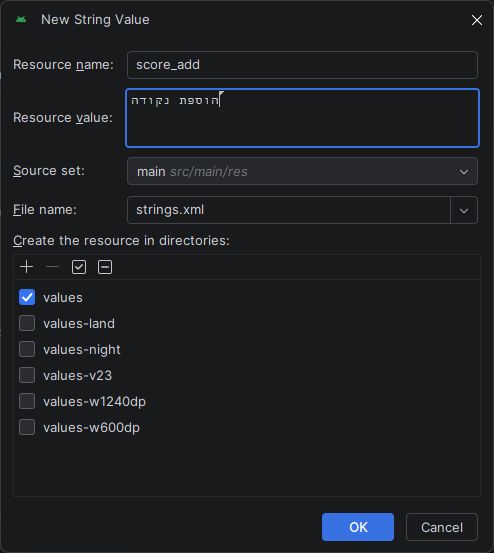 New String Value
Resource name:
score_add
Resource value:
הוספת נקודה
Source set:
main src/main/res
File name:
strings.xml
Create the resource in directories:
values
values-land
values-night
values-v23
values-w1240dp
values-w600dp
OK
Cancel